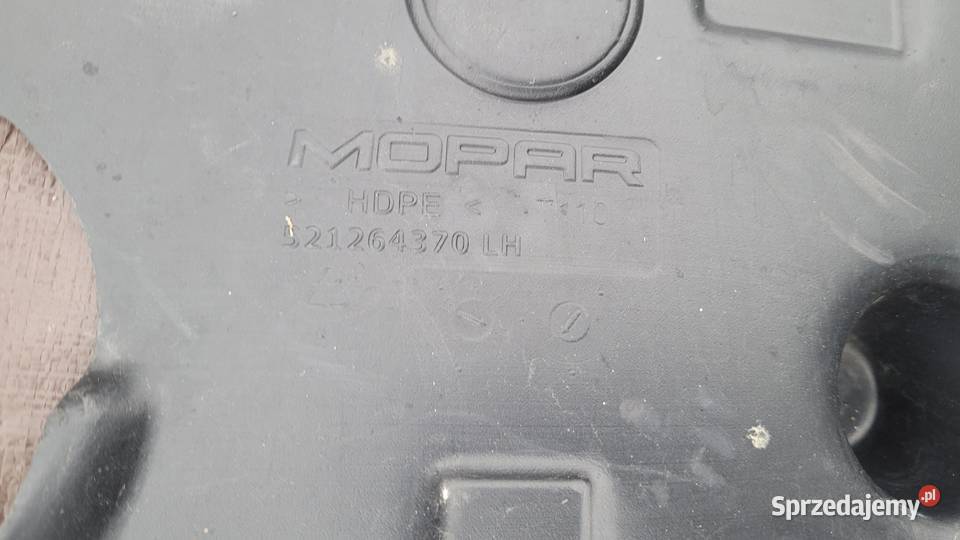 MOPAR
> HDPE <
521264370 LH
Sprzedajemy.pl